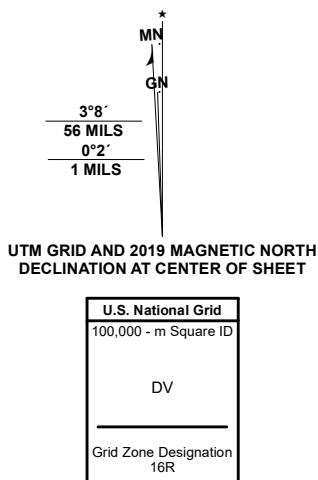 ★
MN
GN
3°8´
56 MILS
0°2´
1 MILS
UTM GRID AND 2019 MAGNETIC NORTH
DECLINATION AT CENTER OF SHEET
U.S. National Grid
100,000 - m Square ID
DV
Grid Zone Designation
16R